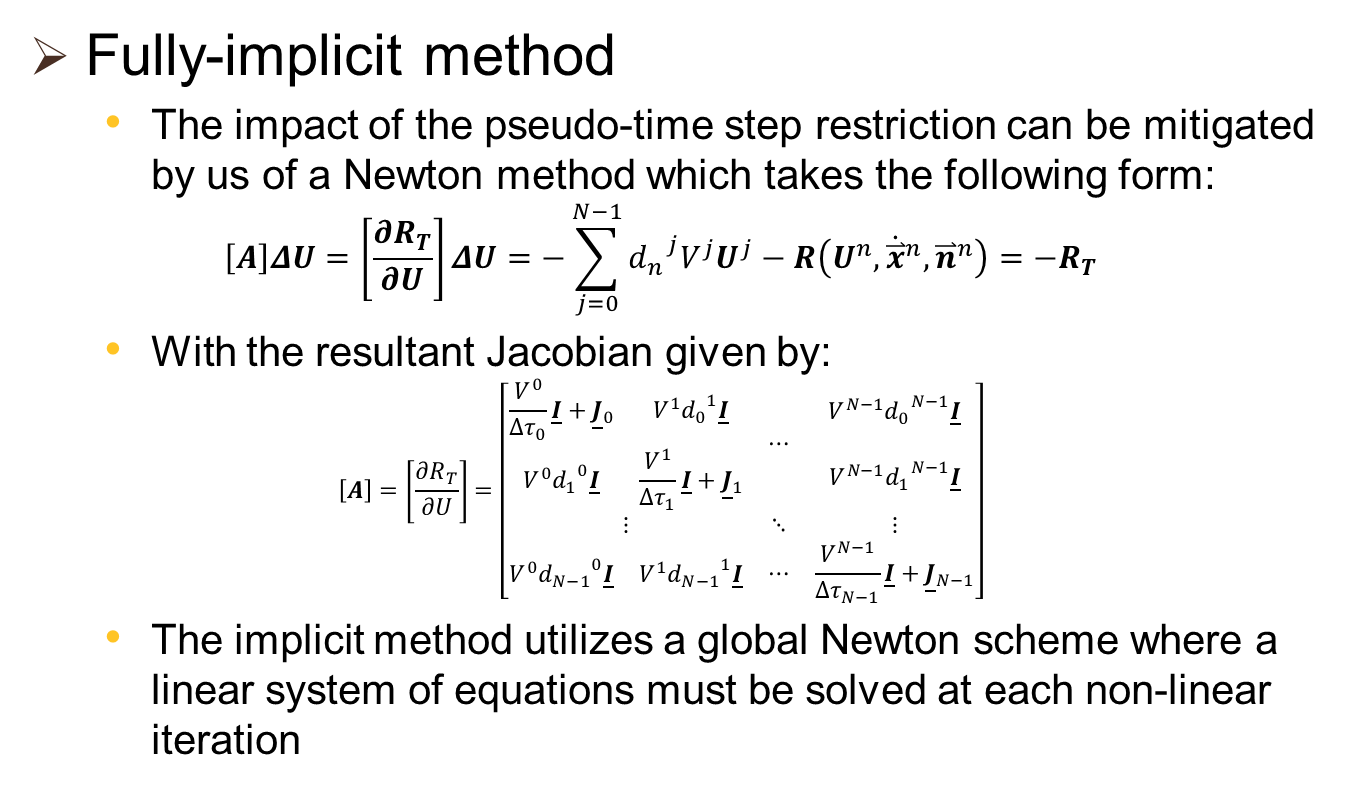 ➢ Fully-implicit method
• The impact of the pseudo-time step restriction can be mitigated
by us of a Newton method which takes the following form:
[A]ΔU = [∂R_T/∂U] ΔU = − ∑_{j=0}^{N−1} d_n^j V^j U^j − R(U^n, ẋ⃗^n, n⃗^n) = −R_T
• With the resultant Jacobian given by:
[A] = [∂R_T/∂U] = [
V^0/Δτ_0 I + J_0   V^1 d_0^1 I   ⋯   V^{N−1} d_0^{N−1} I
V^0 d_1^0 I   V^1/Δτ_1 I + J_1   V^{N−1} d_1^{N−1} I
⋮   ⋱   ⋮
V^0 d_{N−1}^0 I   V^1 d_{N−1}^1 I   ⋯   V^{N−1}/Δτ_{N−1} I + J_{N−1}
]
• The implicit method utilizes a global Newton scheme where a
linear system of equations must be solved at each non-linear
iteration